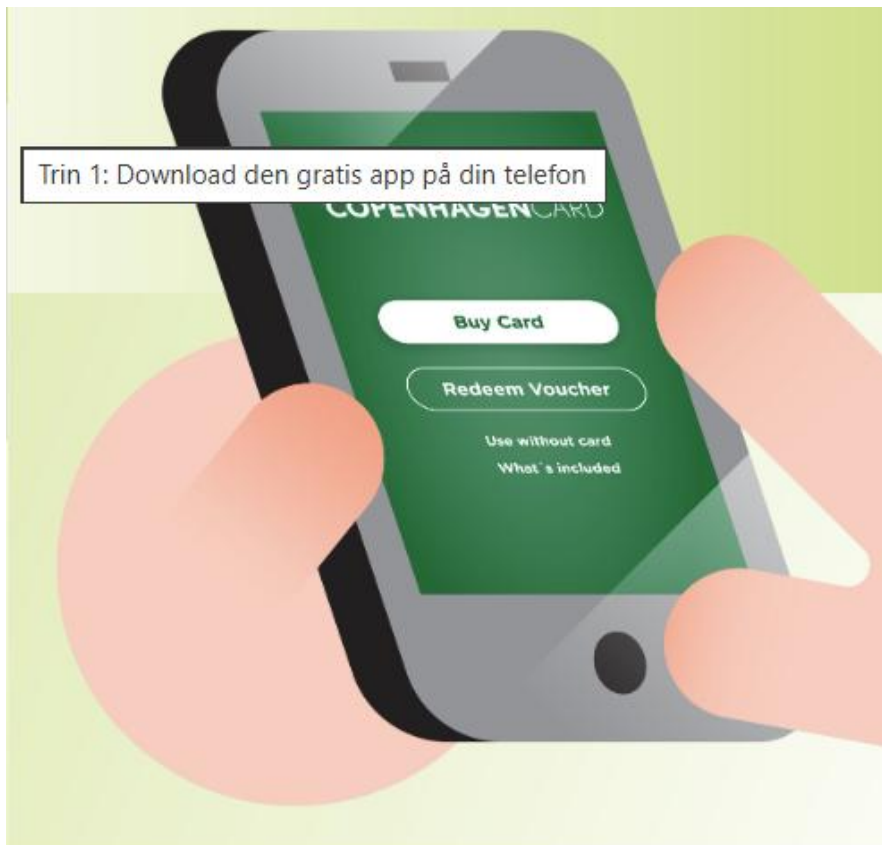 Trin 1: Download den gratis app på din telefon
COPENHAGENCARD
Buy Card
Redeem Voucher
Use without card
What´s included